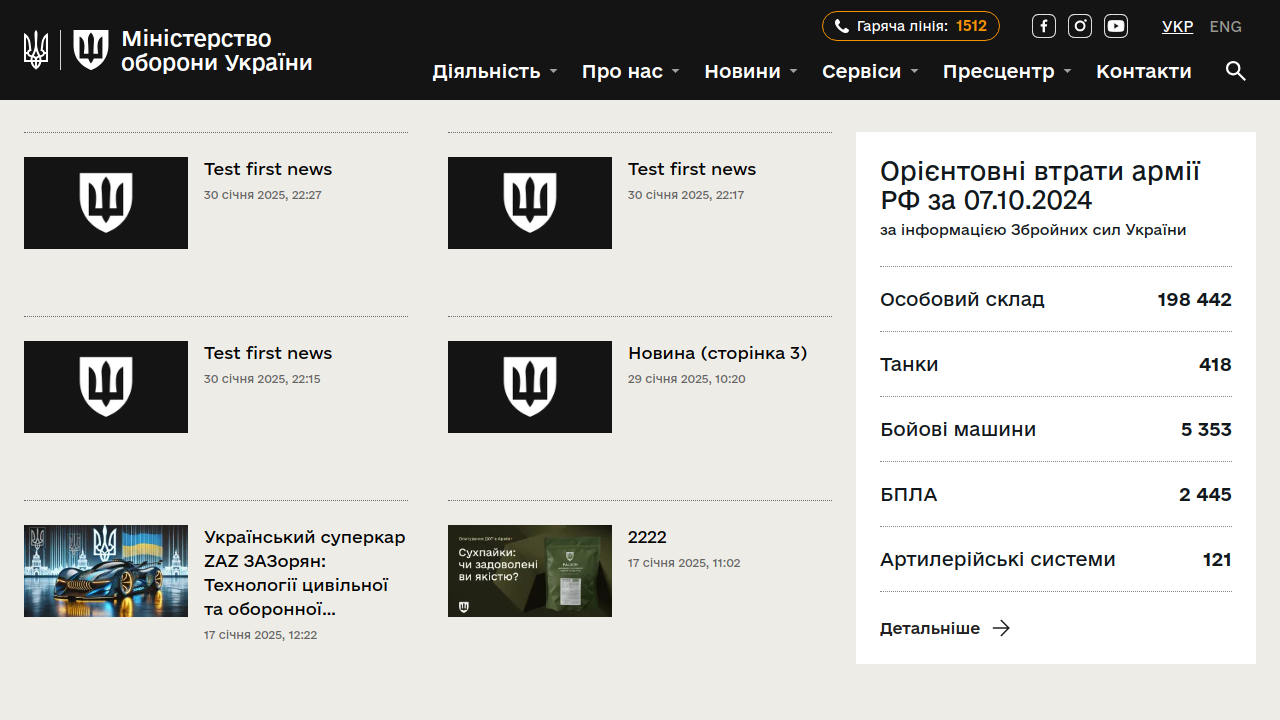 Міністерство
оборони України
Гаряча лінія: 1512
УКР ENG
Діяльність Про нас Новини Сервіси Пресцентр Контакти
Test first news
30 січня 2025, 22:27
Test first news
30 січня 2025, 22:17
Test first news
30 січня 2025, 22:15
Новина (сторінка 3)
29 січня 2025, 10:20
Український суперкар
ZAZ ЗАЗорян:
Технології цивільної
та оборонної...
17 січня 2025, 12:22
Сухпайки:
чи задоволені
ви якістю?
2222
17 січня 2025, 11:02
Орієнтовні втрати армії
РФ за 07.10.2024
за інформацією Збройних сил України
Особовий склад 198 442
Танки 418
Бойові машини 5 353
БПЛА 2 445
Артилерійські системи 121
Детальніше